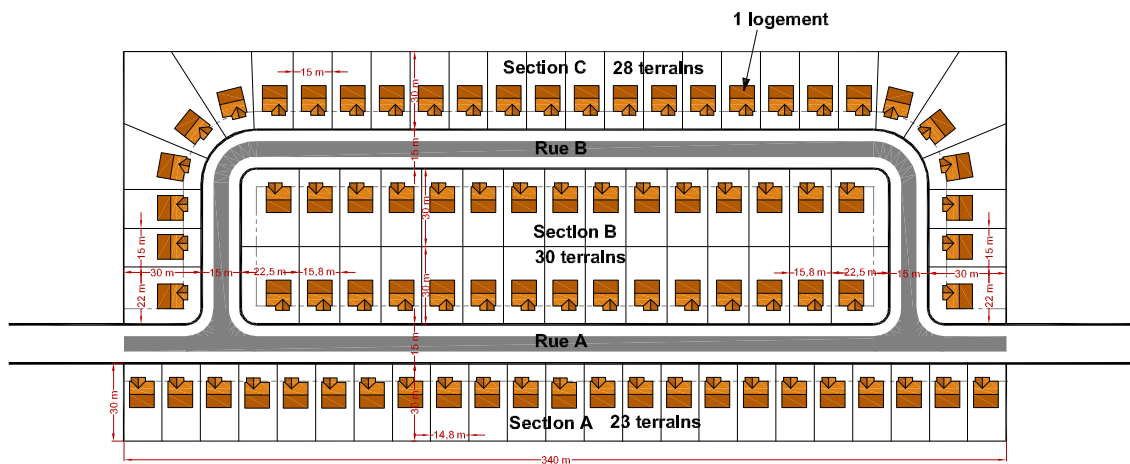 1 logement
Section C 28 terrains
15 m
30 m
Rue B
15 m
30 m
Section B
30 terrains
15 m
15 m
30 m
15 m
22,5 m
15,8 m
15,8 m
22,5 m
15 m
30 m
22 m
30 m
22 m
Rue A
15 m
30 m
30 m
Section A 23 terrains
14,8 m
340 m